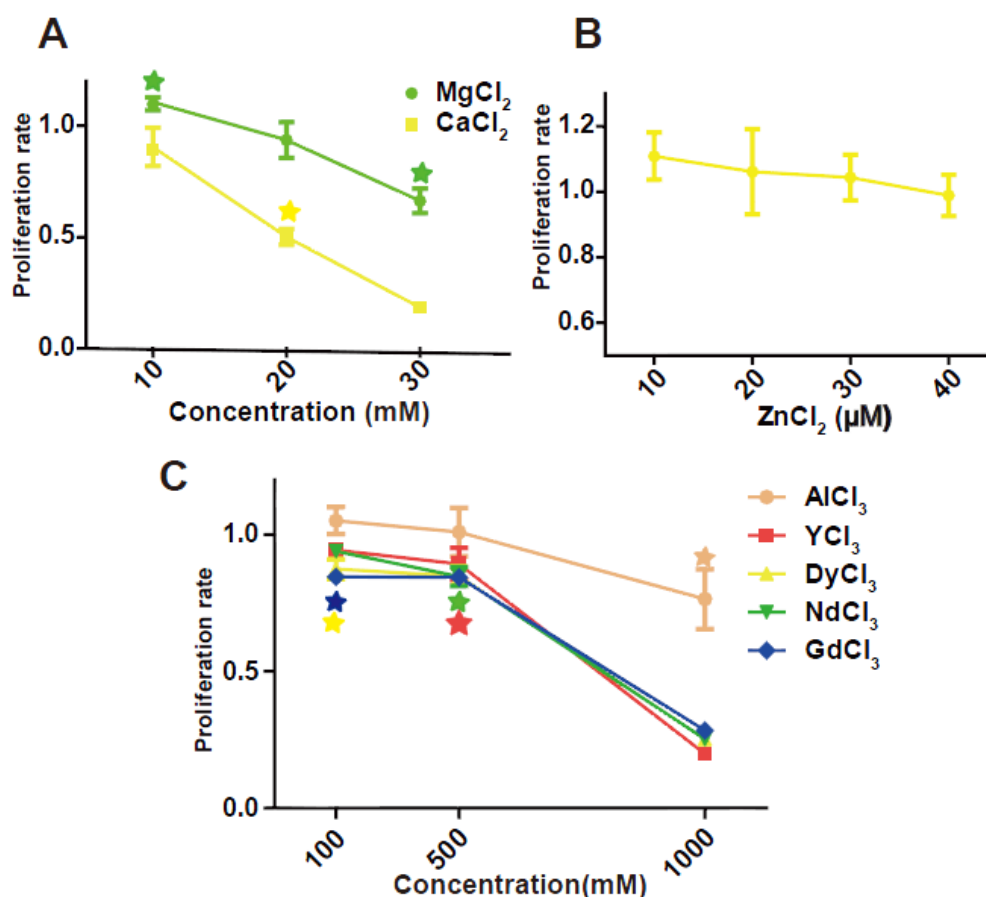 A
MgCl₂
CaCl₂
Proliferation rate
1.0
0.5
0.0
10
20
30
Concentration (mM)
B
Proliferation rate
1.2
1.0
0.8
0.6
10
20
30
40
ZnCl₂ (µM)
C
AlCl₃
YCl₃
DyCl₃
NdCl₃
GdCl₃
Proliferation rate
1.0
0.5
0.0
100
500
1000
Concentration(mM)